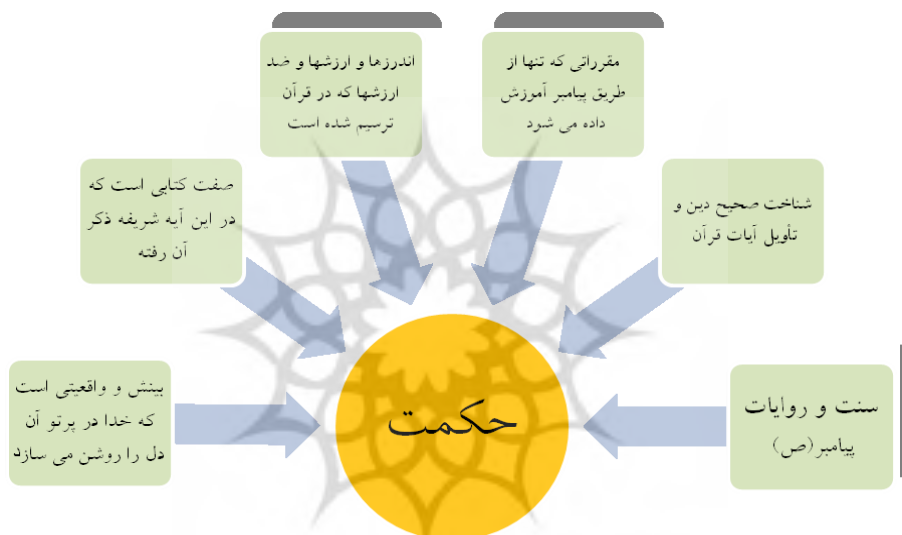 سنت و روایات
پیامبر(ص)
شناخت صحیح دین و
تأویل آیات قرآن
مقرراتی که تنها از
طریق پیامبر آموزش
داده می شود
اندرزها و ارزشها و ضد
ارزشها که در قرآن
ترسیم شده است
صفت کتابی است که
در این آیه شریفه ذکر
آن رفته
بینش و واقعیتی است
که خدا در پرتو آن
دل را روشن می سازد
حکمت